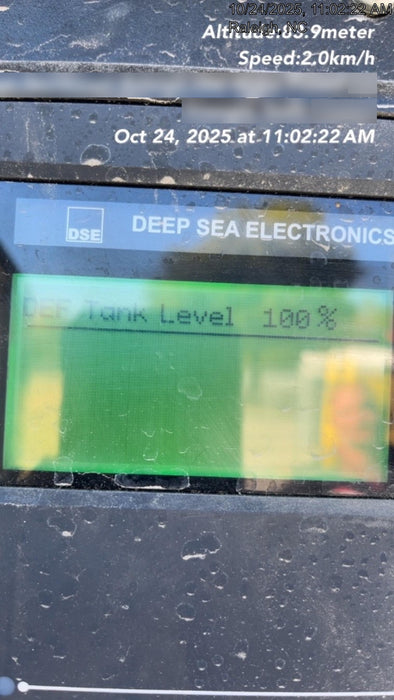 10/24/2025, 11:02:22 AM
Raleigh, NC
Speed:2.0km/h
Oct 24, 2025 at 11:02:22 AM
DSE
DEEP SEA ELECTRONICS
DEF Tank Level 100%